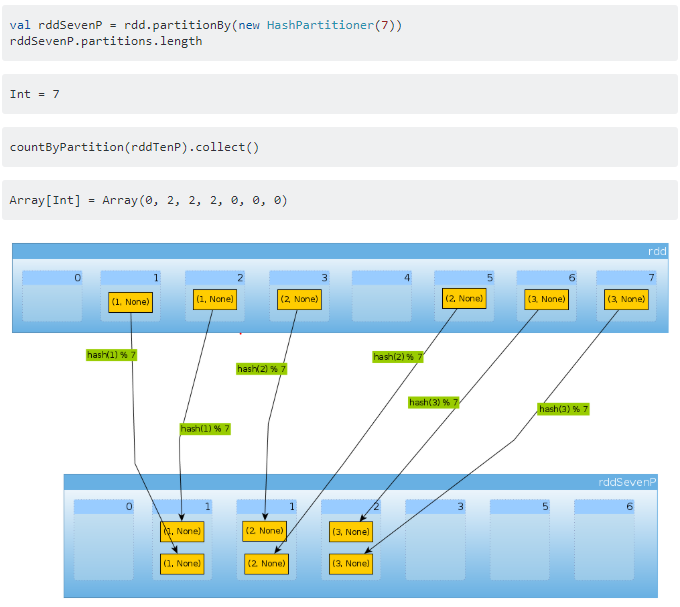 val rddSevenP = rdd.partitionBy(new HashPartitioner(7))
rddSevenP.partitions.length
Int = 7
countByPartition(rddTenP).collect()
Array[Int] = Array(0, 2, 2, 2, 0, 0, 0)
rdd
0 1 2 3 4 5 6 7
(1, None) (1, None) (2, None) (2, None) (3, None) (3, None)
hash(1) % 7 hash(2) % 7 hash(2) % 7
hash(1) % 7 hash(3) % 7 hash(3) % 7
rddSevenP
0 1 1 2 3 5 6
(1, None) (2, None) (3, None)
(1, None) (2, None) (3, None)